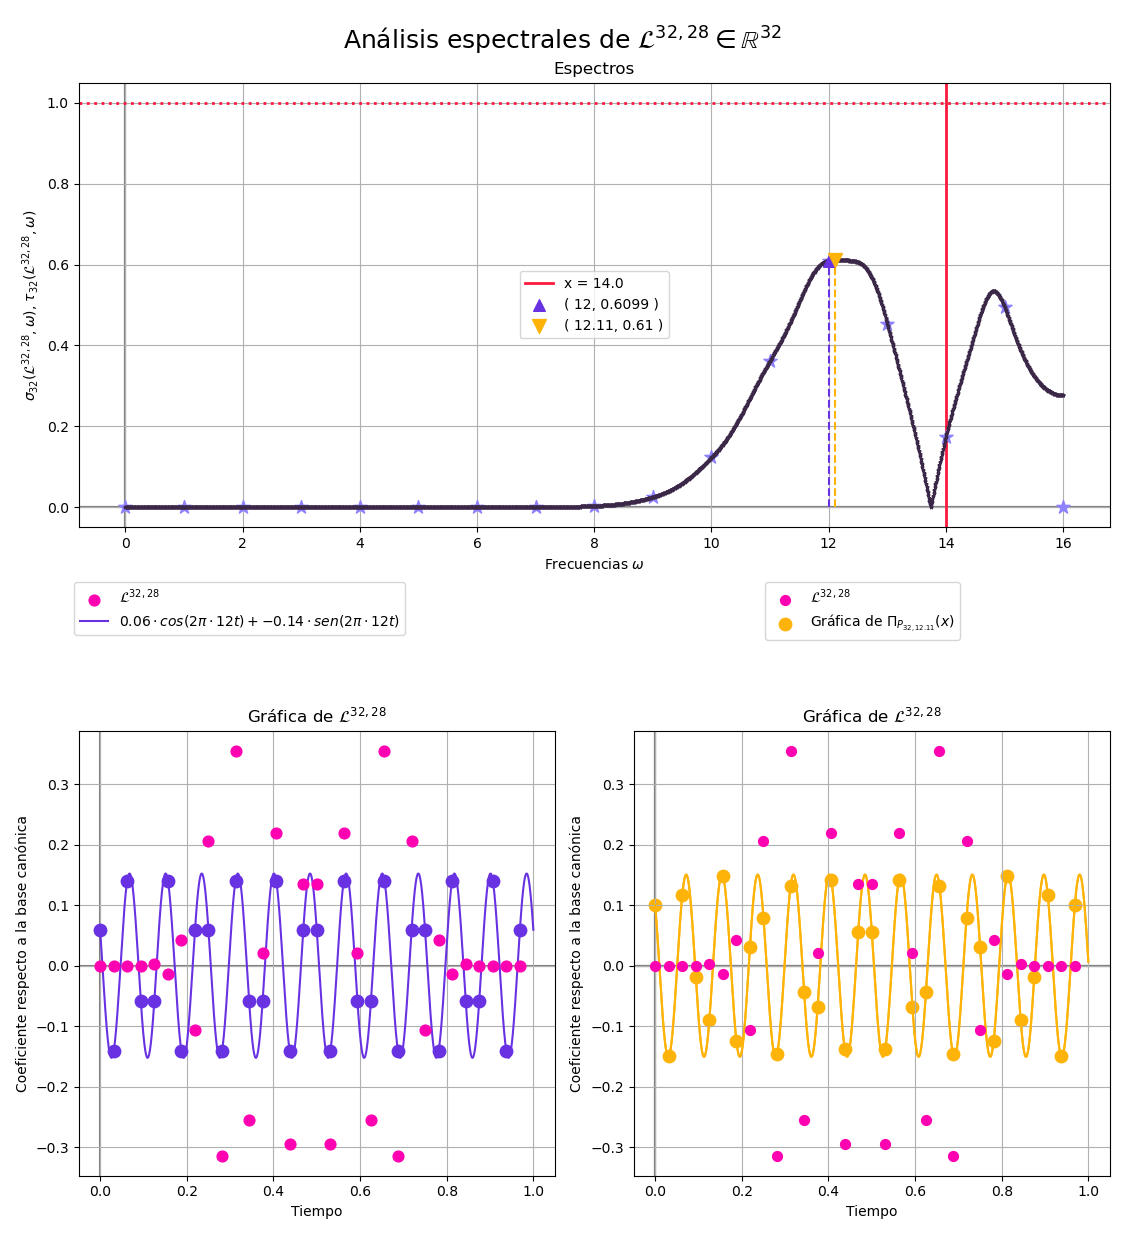 Análisis espectrales de $\mathcal{L}^{32,28} \in \mathbb{R}^{32}$
Espectros
1.0
0.8
0.6
0.4
0.2
0.0
$\sigma_{32}(\mathcal{L}^{32,28}, \omega), \tau_{32}(\mathcal{L}^{32,28}, \omega)$
x = 14.0
( 12, 0.6099 )
( 12.11, 0.61 )
0 2 4 6 8 10 12 14 16
Frecuencias $\omega$
$\mathcal{L}^{32,28}$
$0.06 \cdot cos(2\pi \cdot 12t) + -0.14 \cdot sen(2\pi \cdot 12t)$
$\mathcal{L}^{32,28}$
Gráfica de $\Pi_{P_{32,12.11}}(x)$
Gráfica de $\mathcal{L}^{32,28}$
0.3
0.2
0.1
0.0
−0.1
−0.2
−0.3
Coeficiente respecto a la base canónica
0.0 0.2 0.4 0.6 0.8 1.0
Tiempo
Gráfica de $\mathcal{L}^{32,28}$
0.3
0.2
0.1
0.0
−0.1
−0.2
−0.3
Coeficiente respecto a la base canónica
0.0 0.2 0.4 0.6 0.8 1.0
Tiempo